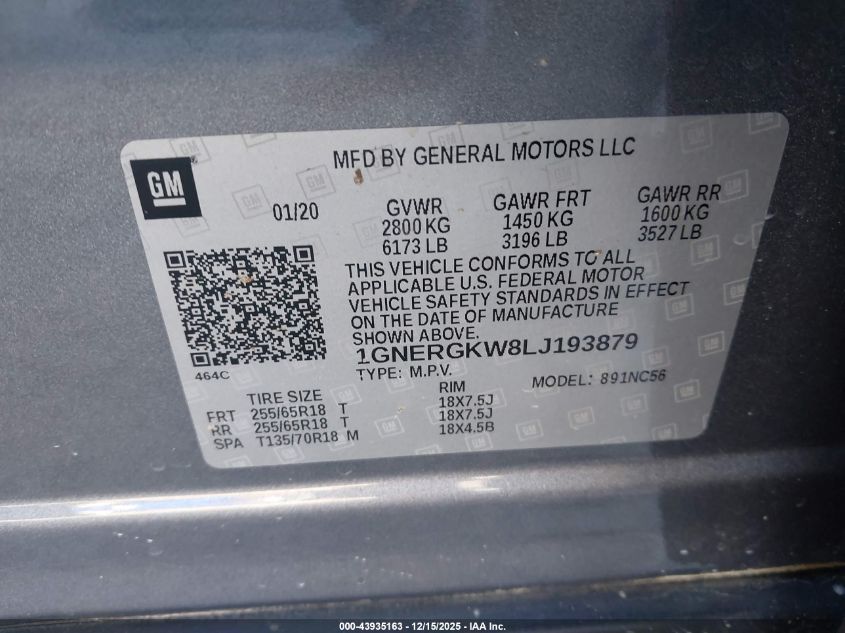 MFD BY GENERAL MOTORS LLC
GM
01/20
GVWR
2800 KG
6173 LB
GAWR FRT
1450 KG
3196 LB
GAWR RR
1600 KG
3527 LB
THIS VEHICLE CONFORMS TO ALL
APPLICABLE U.S. FEDERAL MOTOR
VEHICLE SAFETY STANDARDS IN EFFECT
ON THE DATE OF MANUFACTURE
SHOWN ABOVE.
1GNERGKW8LJ193879
TYPE: M.P.V.
MODEL: 891NC56
464C
TIRE SIZE RIM
FRT 255/65R18 T 18X7.5J
RR 255/65R18 T 18X7.5J
SPA T135/70R18 M 18X4.5B
000-43935163 - 12/15/2025 - IAA Inc.